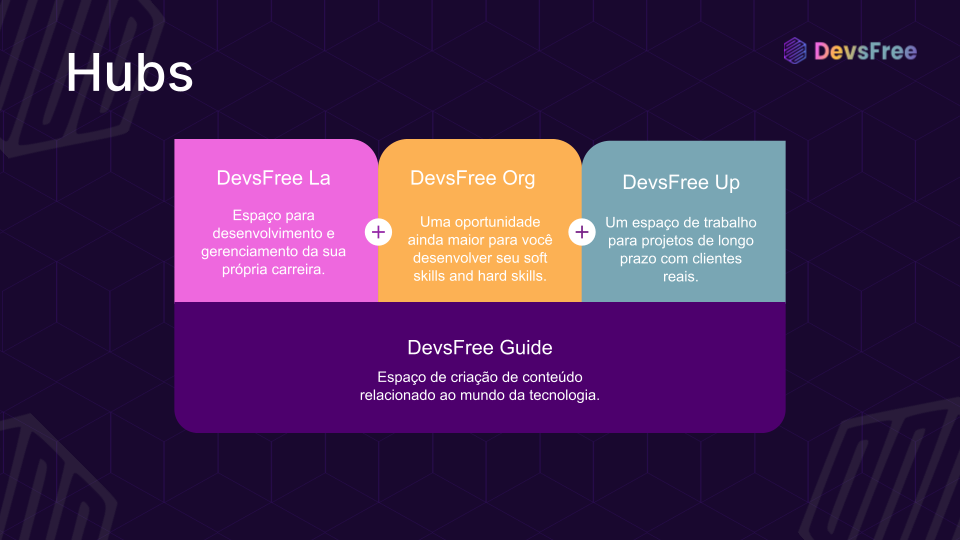 Hubs
DevsFree
DevsFree La
Espaço para
desenvolvimento e
gerenciamento da sua
própria carreira.
+
DevsFree Org
Uma oportunidade
ainda maior para você
desenvolver seu soft
skills and hard skills.
+
DevsFree Up
Um espaço de trabalho
para projetos de longo
prazo com clientes
reais.
DevsFree Guide
Espaço de criação de conteúdo
relacionado ao mundo da tecnologia.